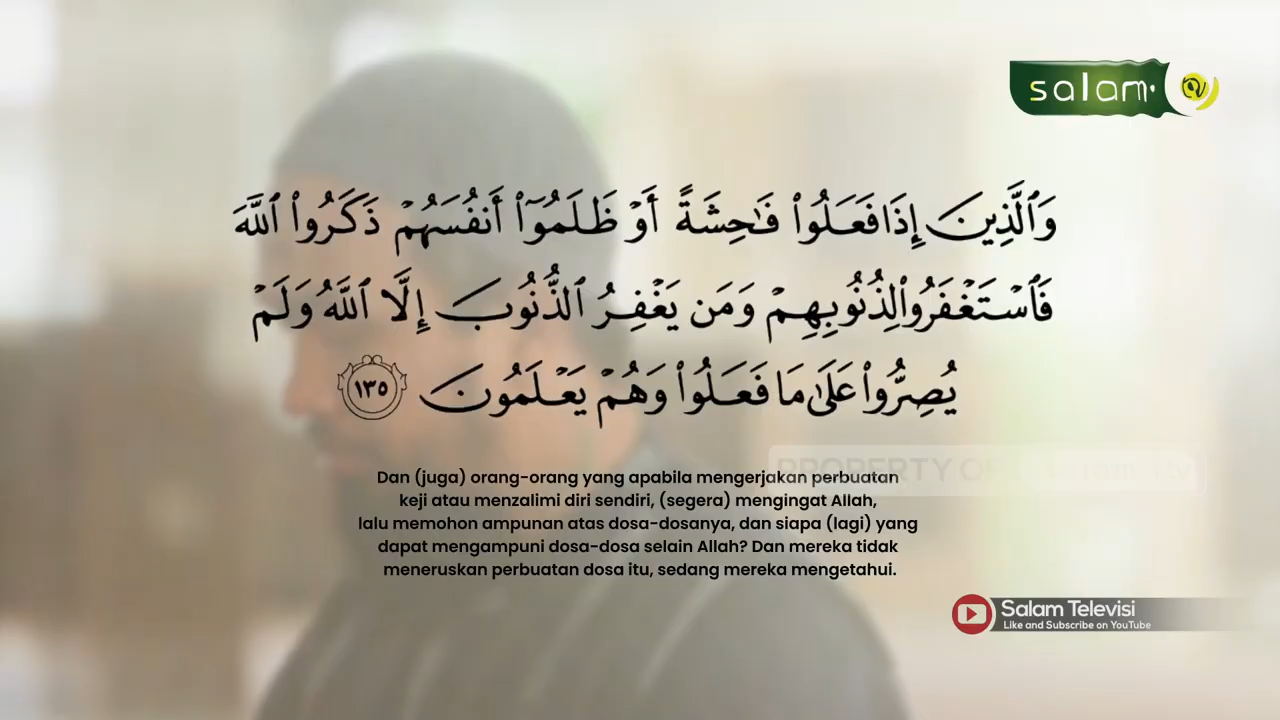 salam
وَٱلَّذِينَ إِذَا فَعَلُوا۟ فَـٰحِشَةً أَوْ ظَلَمُوٓا۟ أَنفُسَهُمْ ذَكَرُوا۟ ٱللَّهَ
فَٱسْتَغْفَرُوا۟ لِذُنُوبِهِمْ وَمَن يَغْفِرُ ٱلذُّنُوبَ إِلَّا ٱللَّهُ وَلَمْ
يُصِرُّوا۟ عَلَىٰ مَا فَعَلُوا۟ وَهُمْ يَعْلَمُونَ ١٣٥
PROPERTY OF
Dan (juga) orang-orang yang apabila mengerjakan perbuatan
keji atau menzalimi diri sendiri, (segera) mengingat Allah,
lalu memohon ampunan atas dosa-dosanya, dan siapa (lagi) yang
dapat mengampuni dosa-dosa selain Allah? Dan mereka tidak
meneruskan perbuatan dosa itu, sedang mereka mengetahui.
Salam Televisi
Like and Subscribe on YouTube